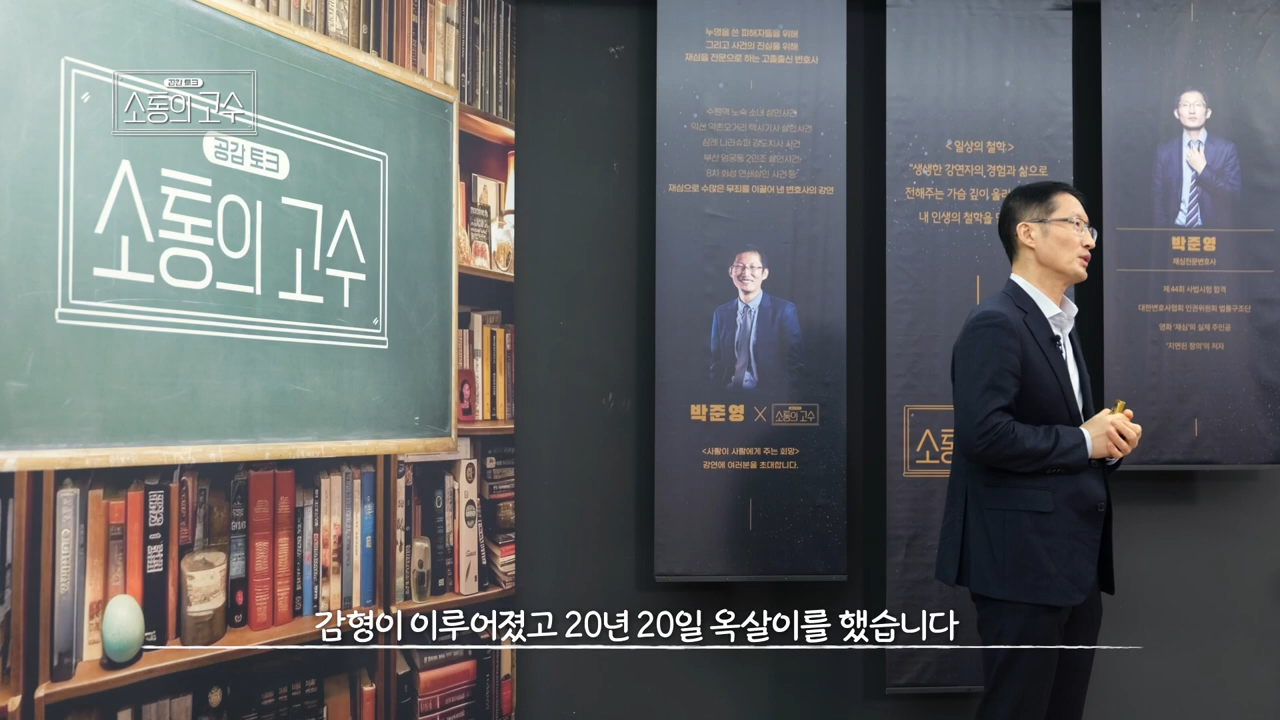 공감 토크
소통의 고수
공감 토크
소통의 고수
누명을 쓴 피해자들을 위해
그리고 사건의 진실을 위해
재심을 전문으로 하는 고졸출신 변호사
수원역 노숙 소녀 살인사건
익산 약촌오거리 택시기사 살인사건
삼례 나라슈퍼 강도치사 사건
부산 엄궁동 2인조 살인사건
8차 화성 연쇄살인 사건 등
재심으로 수많은 무죄를 이끌어 낸 변호사의 강연
박준영 X 소통의 고수
<사람이 사람에게 주는 희망>
강연에 여러분을 초대합니다.
< 일상의 철학 >
"생생한 강연자의 경험과 삶으로
전해주는 가슴 깊이
내 인생의 철학을
소통
박준영
재심전문변호사
제 44회 사법시험 합격
대한변호사협회 인권위원회 법률구조단
영화 '재심'의 실제 주인공
'지연된 정의'의 저자
감형이 이루어졌고 20년 20일 옥살이를 했습니다